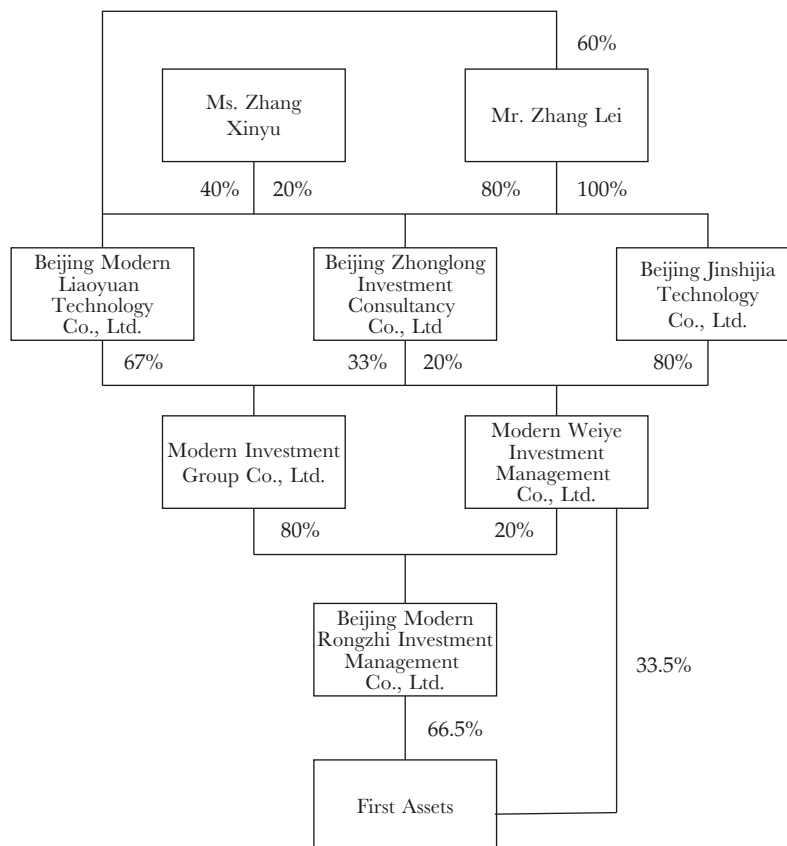 60%
Ms. Zhang
Xinyu
Mr. Zhang Lei
40%
20%
80%
100%
Beijing Modern
Liaoyuan
Technology
Co., Ltd.
Beijing Zhonglong
Investment
Consultancy
Co., Ltd
Beijing Jinshijia
Technology
Co., Ltd.
67%
33%
20%
80%
Modern Investment
Group Co., Ltd.
Modern Weiye
Investment
Management
Co., Ltd.
80%
20%
Beijing Modern
Rongzhi Investment
Management
Co., Ltd.
33.5%
66.5%
First Assets